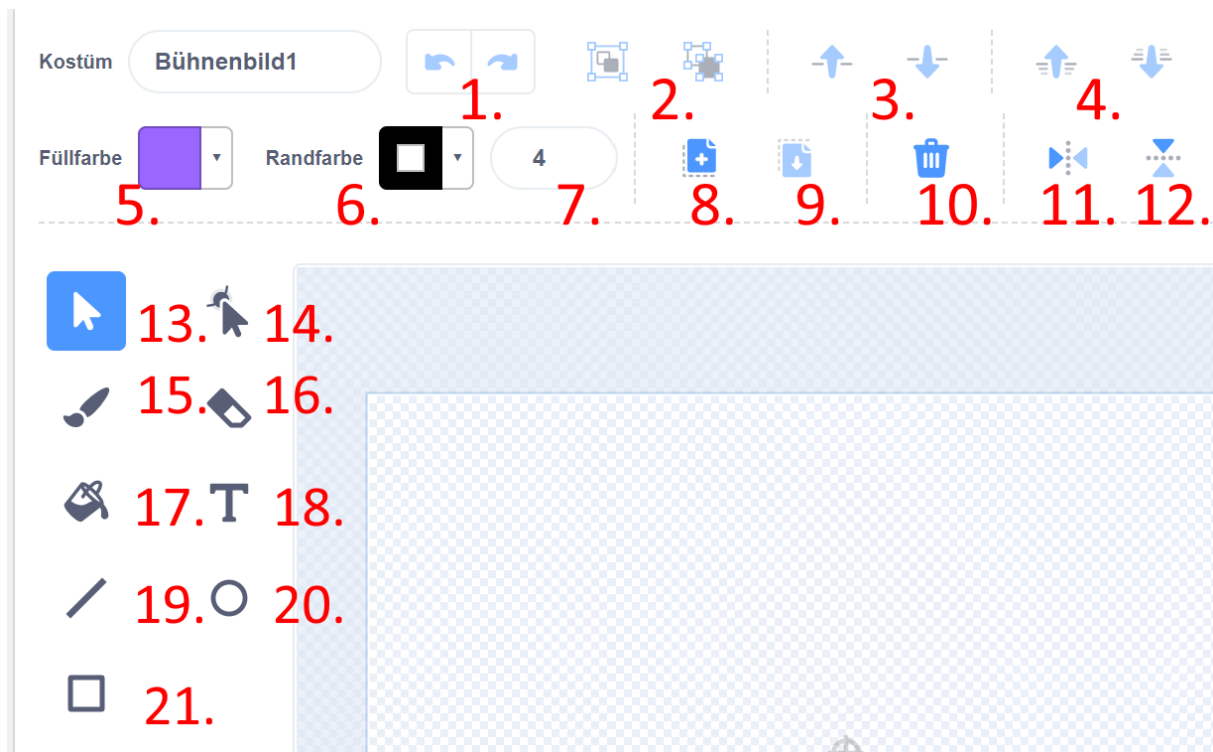 Kostüm Bühnenbild1
1. 2. 3. 4.
Füllfarbe Randfarbe 4
5. 6. 7. 8. 9. 10. 11. 12.
13. 14.
15. 16.
17. T 18.
19. 20.
21.